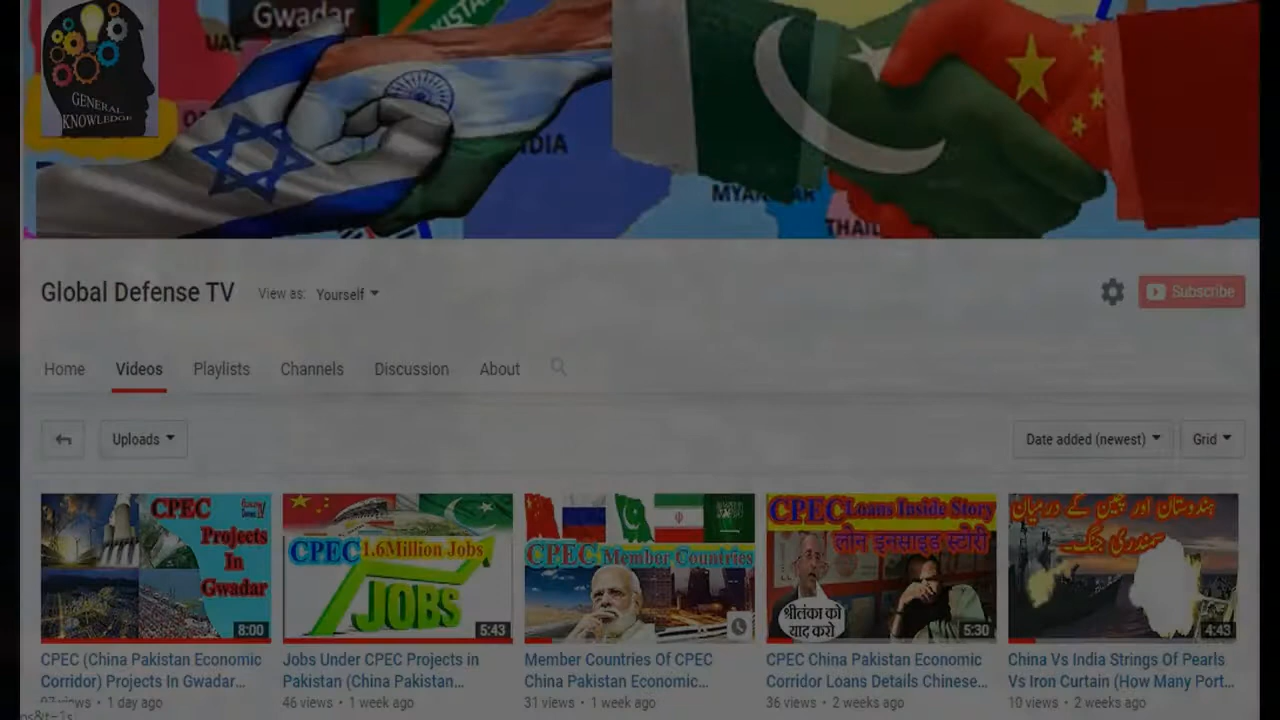 Gwadar
KISTAN
UAE
GENERAL
KNOWLEDGE
OM
INDIA
MYANMAR
THAIL
Global Defense TV
View as: Yourself
Subscribe
Home Videos Playlists Channels Discussion About
Uploads
Date added (newest) Grid
CPEC
Projects
In
Gwadar
8:00
CPEC 1.6Million Jobs
JOBS
5:43
CPEC Member Countries
CPEC Loans Inside Story
लोन इनसाइड स्टोरी
श्रीलंका को
याद करो
5:30
ہندوستان اور چین کے درمیان
سمندری جنگ۔
4:43
CPEC (China Pakistan Economic
Corridor) Projects In Gwadar...
views • 1 day ago
Jobs Under CPEC Projects in
Pakistan (China Pakistan...
46 views • 1 week ago
Member Countries Of CPEC
China Pakistan Economic...
31 views • 1 week ago
CPEC China Pakistan Economic
Corridor Loans Details Chinese...
36 views • 2 weeks ago
China Vs India Strings Of Pearls
Vs Iron Curtain (How Many Port...
10 views • 2 weeks ago